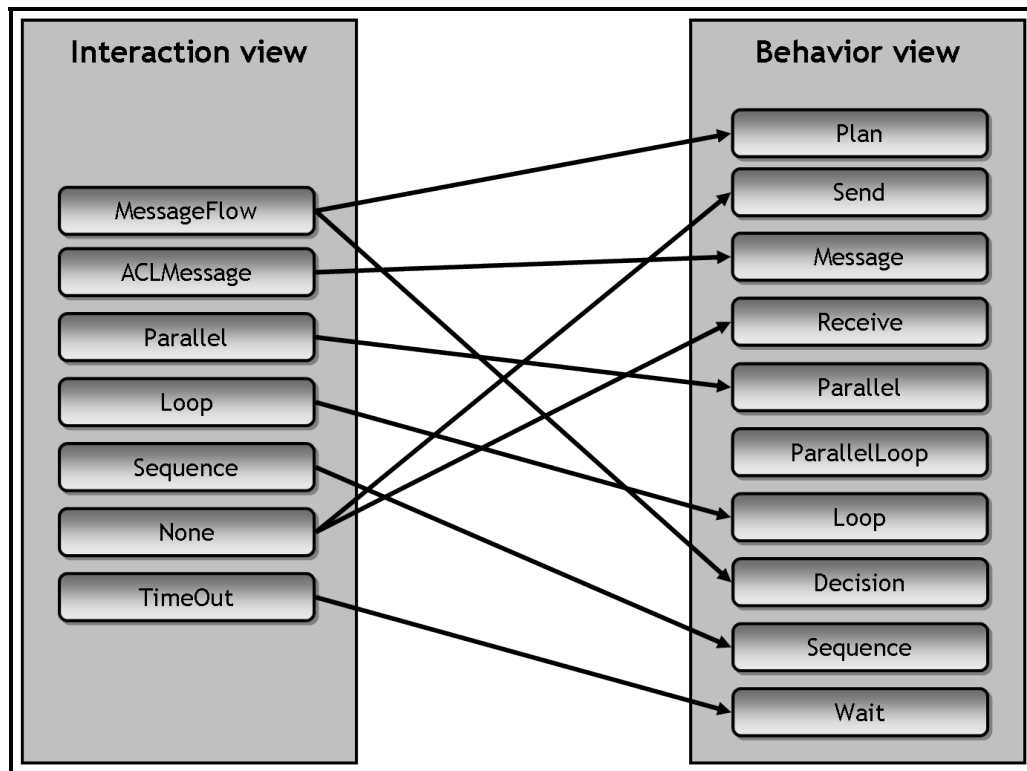 Interaction view
MessageFlow
ACLMessage
Parallel
Loop
Sequence
None
TimeOut
Behavior view
Plan
Send
Message
Receive
Parallel
ParallelLoop
Loop
Decision
Sequence
Wait